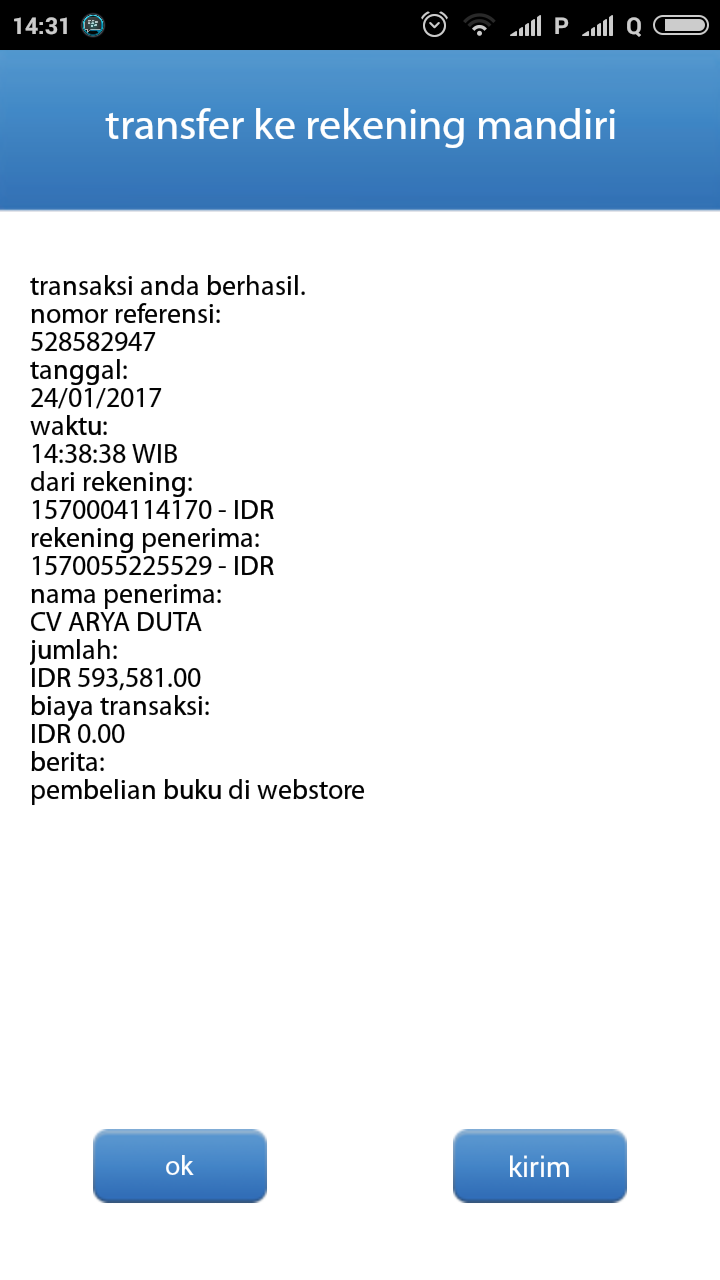 14:31 P Q
transfer ke rekening mandiri
transaksi anda berhasil.
nomor referensi:
528582947
tanggal:
24/01/2017
waktu:
14:38:38 WIB
dari rekening:
1570004114170 - IDR
rekening penerima:
1570055225529 - IDR
nama penerima:
CV ARYA DUTA
jumlah:
IDR 593,581.00
biaya transaksi:
IDR 0.00
berita:
pembelian buku di webstore
ok kirim